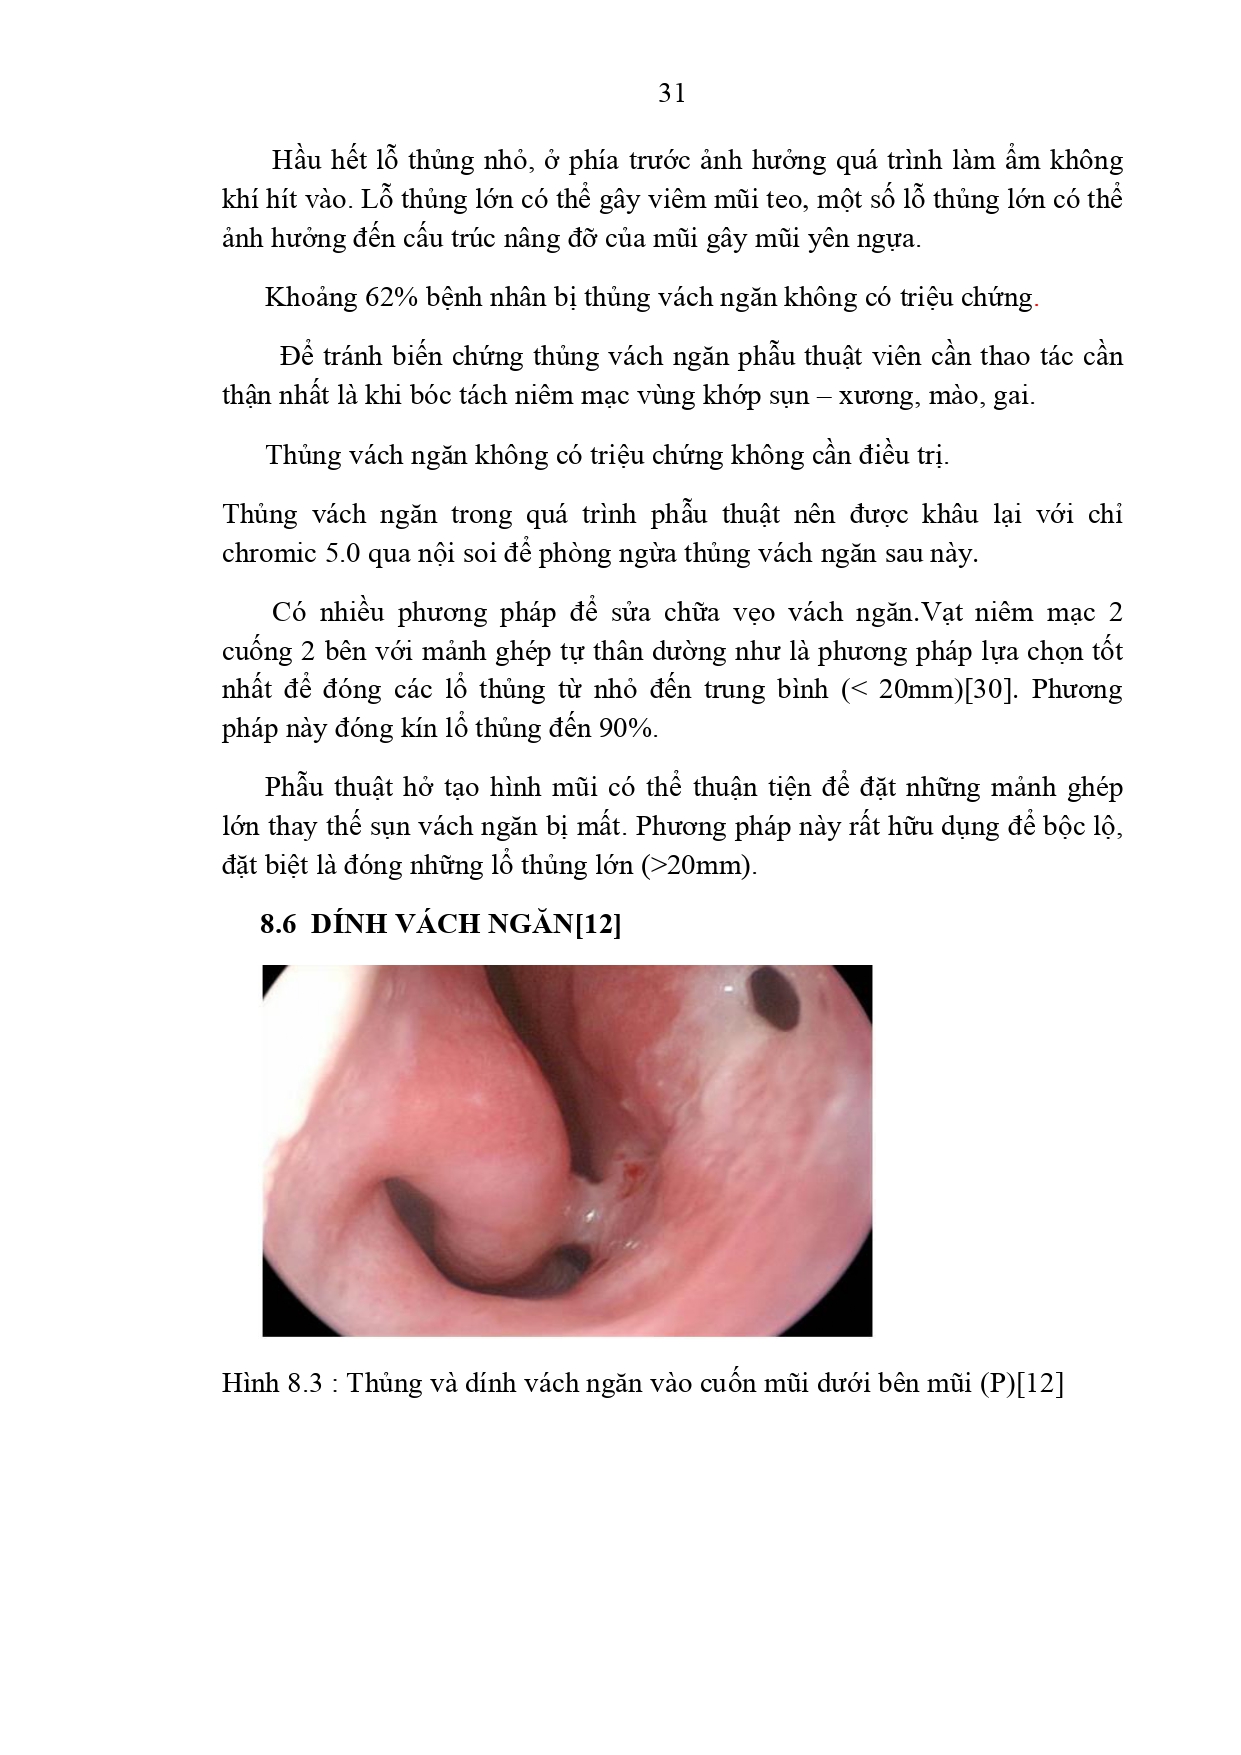 31
Hầu hết lỗ thủng nhỏ, ở phía trước ảnh hưởng quá trình làm ẩm không
khí hít vào. Lỗ thủng lớn có thể gây viêm mũi teo, một số lỗ thủng lớn có thể
ảnh hưởng đến cấu trúc nâng đỡ của mũi gây mũi yên ngựa.
Khoảng 62% bệnh nhân bị thủng vách ngăn không có triệu chứng.
Để tránh biến chứng thủng vách ngăn phẫu thuật viên cần thao tác cẩn
thận nhất là khi bóc tách niêm mạc vùng khớp sụn – xương, mào, gai.
Thủng vách ngăn không có triệu chứng không cần điều trị.
Thủng vách ngăn trong quá trình phẫu thuật nên được khâu lại với chỉ
chromic 5.0 qua nội soi để phòng ngừa thủng vách ngăn sau này.
Có nhiều phương pháp để sửa chữa vẹo vách ngăn.Vạt niêm mạc 2
cuống 2 bên với mảnh ghép tự thân dường như là phương pháp lựa chọn tốt
nhất để đóng các lổ thủng từ nhỏ đến trung bình (< 20mm)[30]. Phương
pháp này đóng kín lổ thủng đến 90%.
Phẫu thuật hở tạo hình mũi có thể thuận tiện để đặt những mảnh ghép
lớn thay thế sụn vách ngăn bị mất. Phương pháp này rất hữu dụng để bộc lộ,
đặt biệt là đóng những lổ thủng lớn (>20mm).
8.6 DÍNH VÁCH NGĂN[12]
Hình 8.3 : Thủng và dính vách ngăn vào cuốn mũi dưới bên mũi (P)[12]